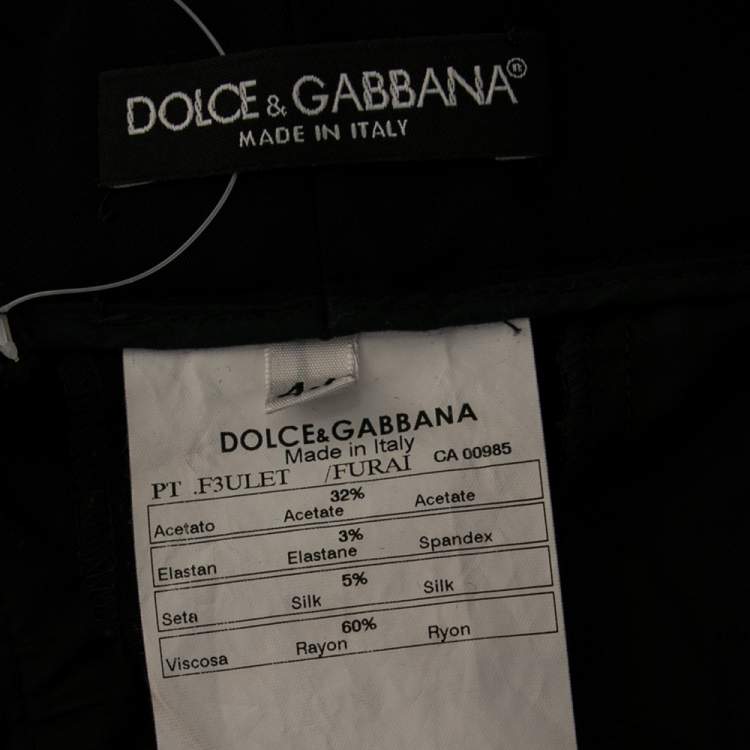 DOLCE & GABBANA®
MADE IN ITALY
DOLCE&GABBANA
Made in Italy
PT .F3ULET /FURAI CA 00985
32%
Acetato Acetate Acetate
3%
Elastan Elastane Spandex
5%
Seta Silk Silk
60%
Viscosa Rayon Ryon